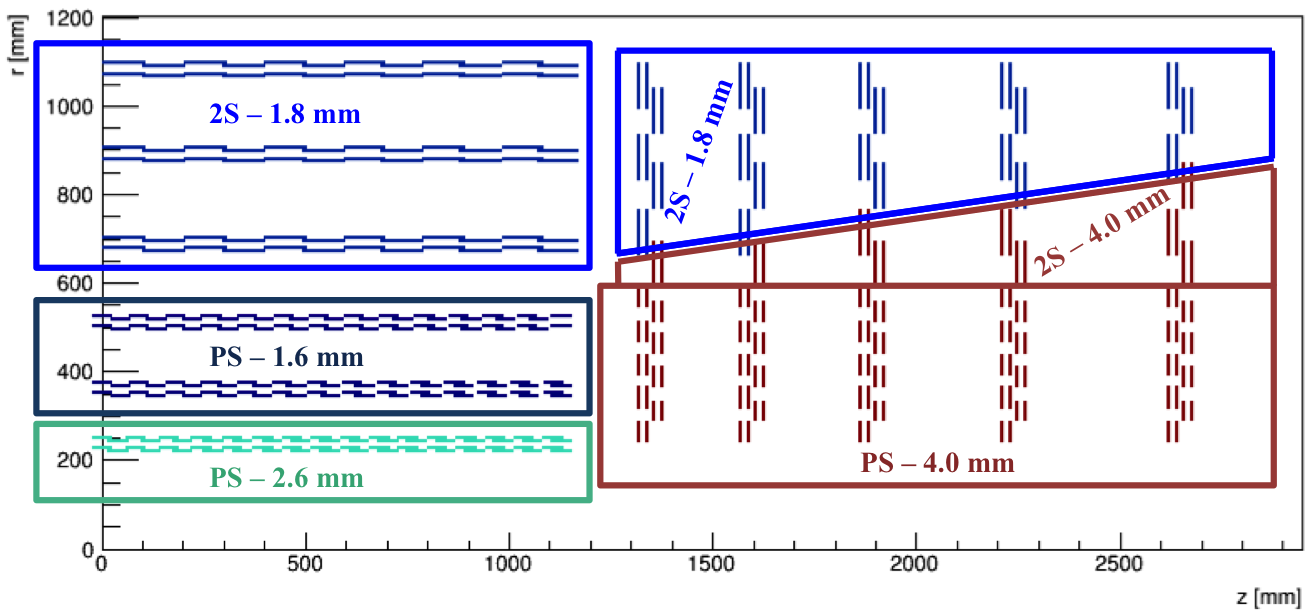 r [mm]
1200
1000
800
600
400
200
0
2S – 1.8 mm
PS – 1.6 mm
PS – 2.6 mm
2S – 1.8 mm
2S – 4.0 mm
PS – 4.0 mm
0
500
1000
1500
2000
2500
z [mm]